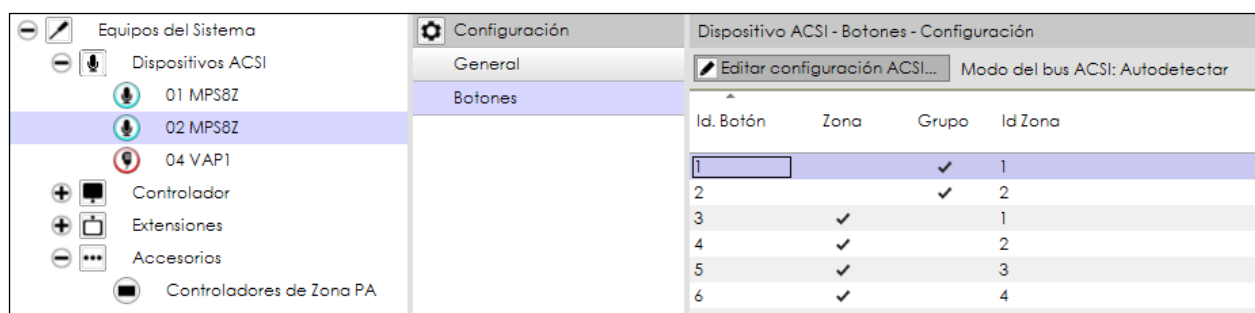 Equipos del Sistema
Dispositivos ACSI
01 MPS8Z
02 MPS8Z
04 VAP1
Controlador
Extensiones
Accesorios
Controladores de Zona PA
Configuración
General
Botones
Dispositivo ACSI - Botones - Configuración
Editar configuración ACSI... Modo del bus ACSI: Autodetectar
Id. Botón Zona Grupo Id Zona
1 ✓ 1
2 ✓ 2
3 ✓ 1
4 ✓ 2
5 ✓ 3
6 ✓ 4